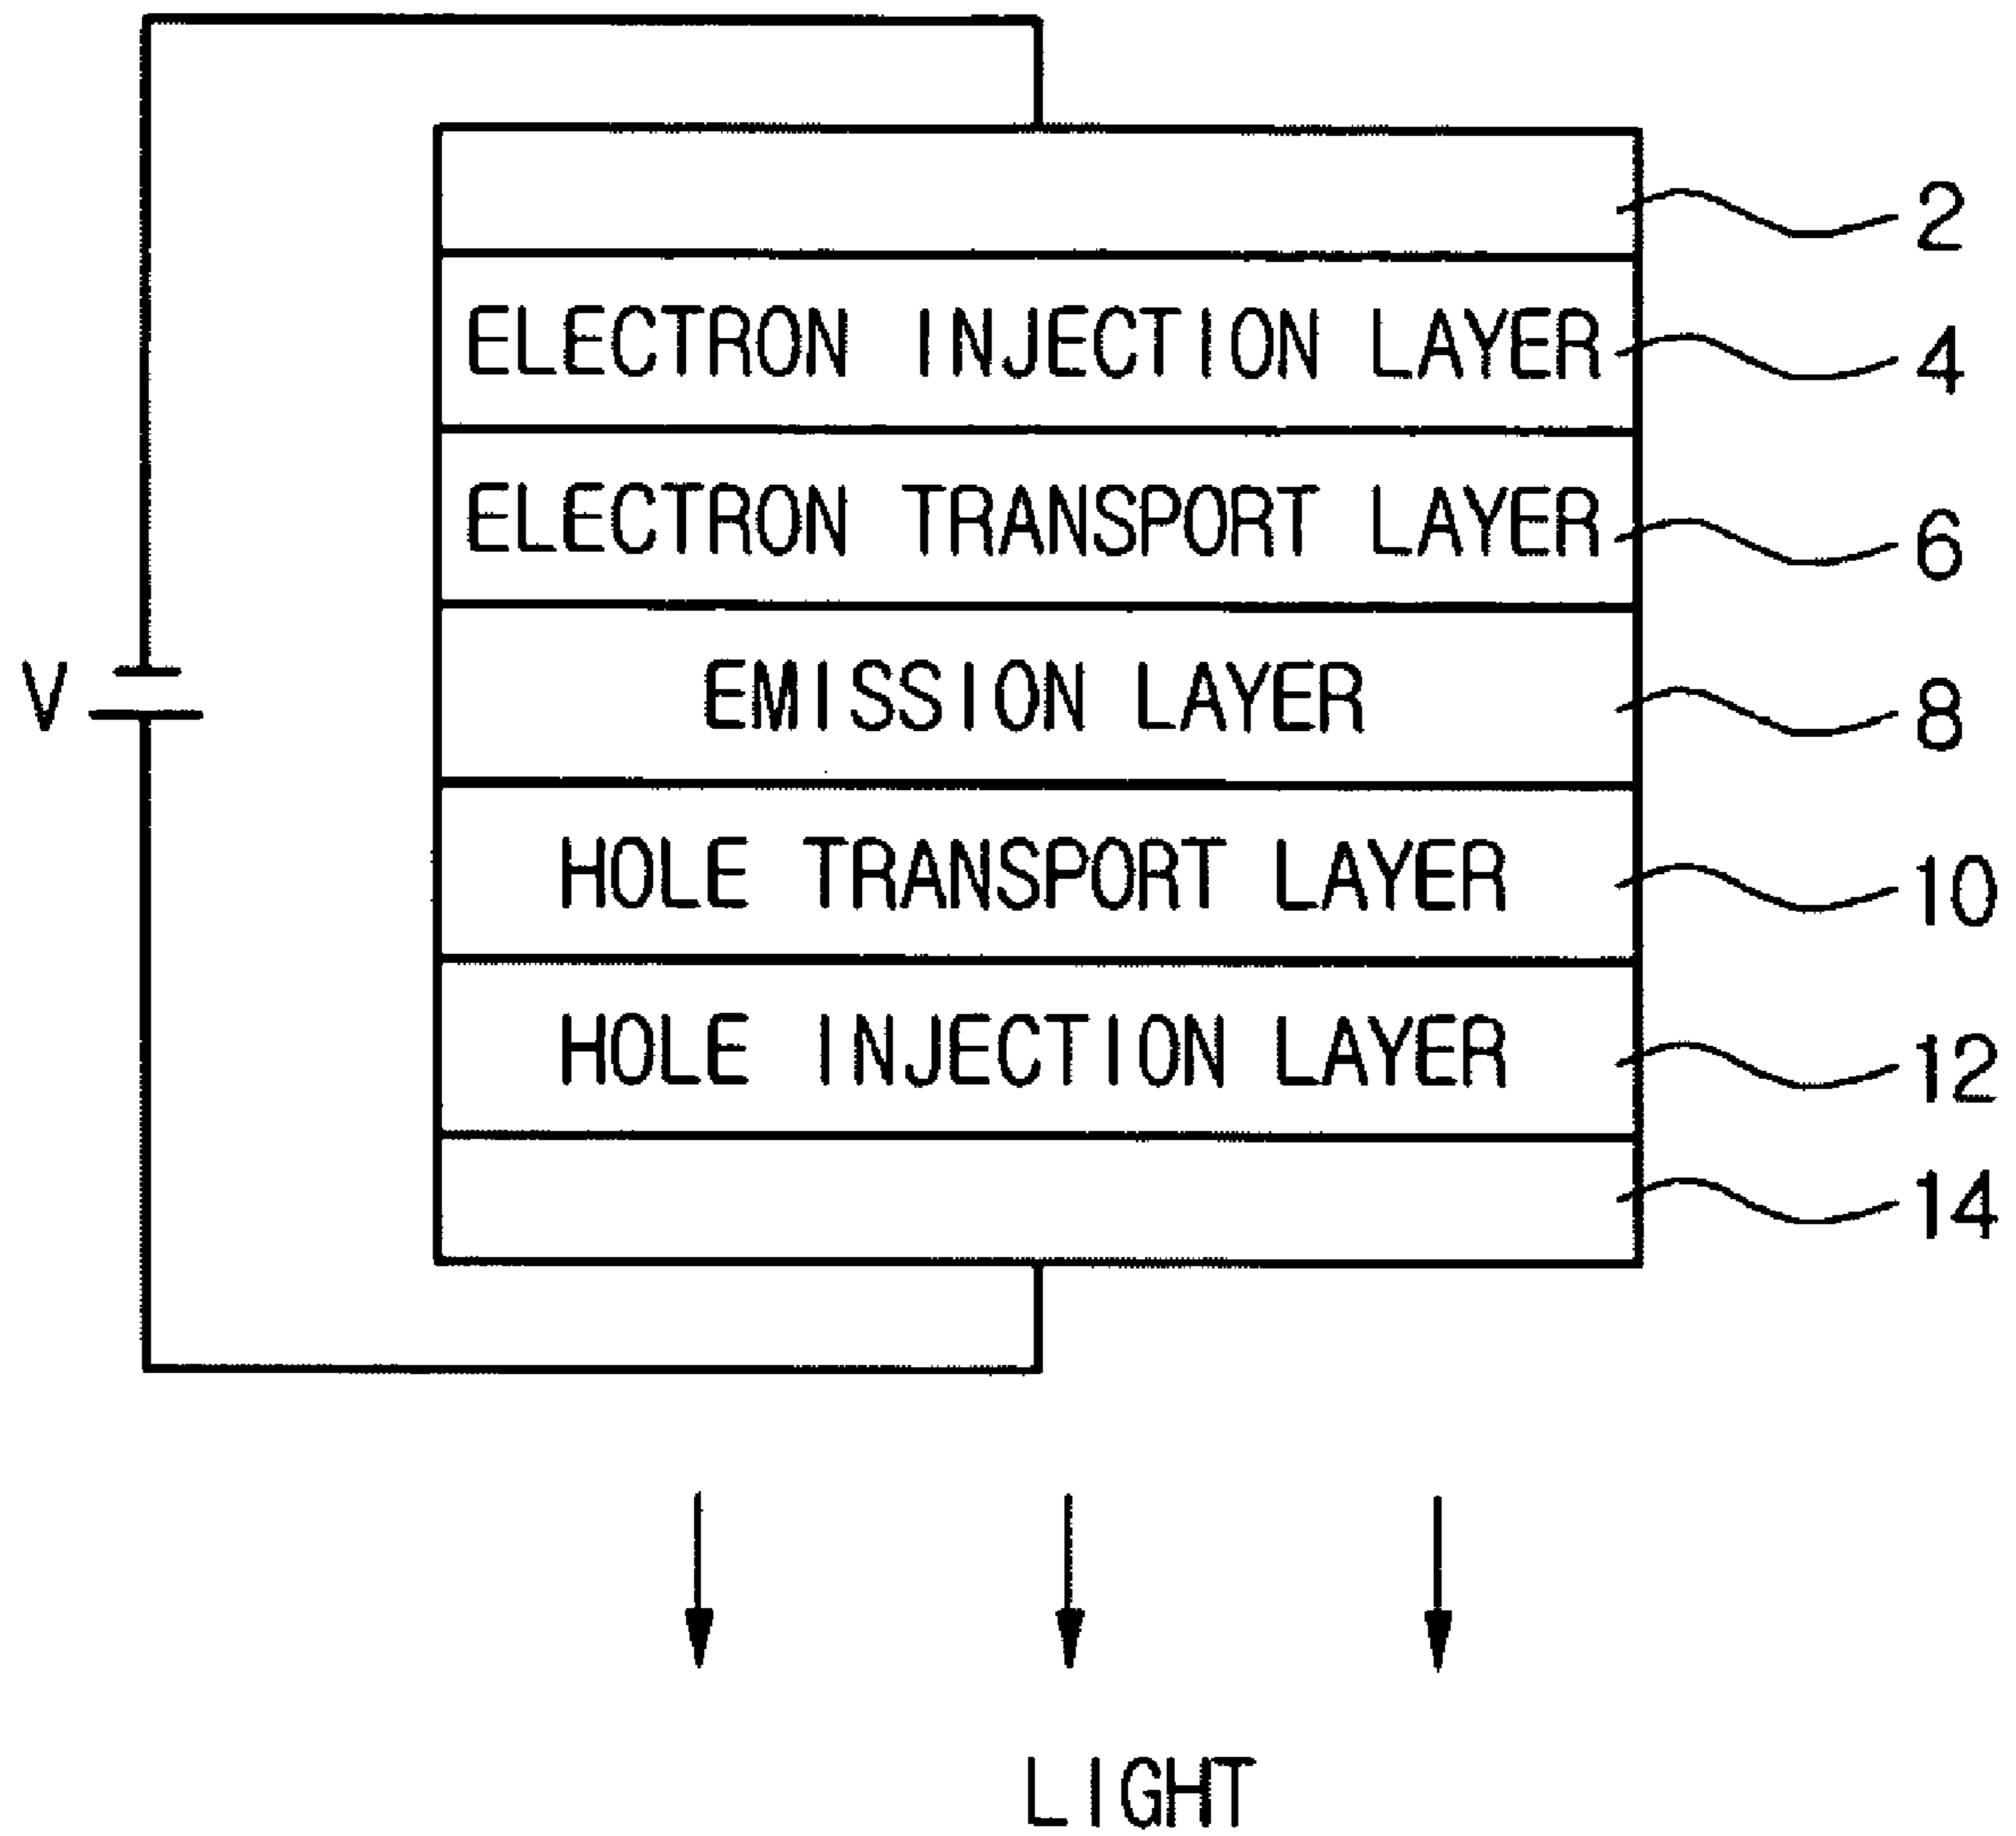 2
ELECTRON INJECTION LAYER 4
ELECTRON TRANSPORT LAYER 6
V
EMISSION LAYER 8
HOLE TRANSPORT LAYER 10
HOLE INJECTION LAYER 12
14
LIGHT